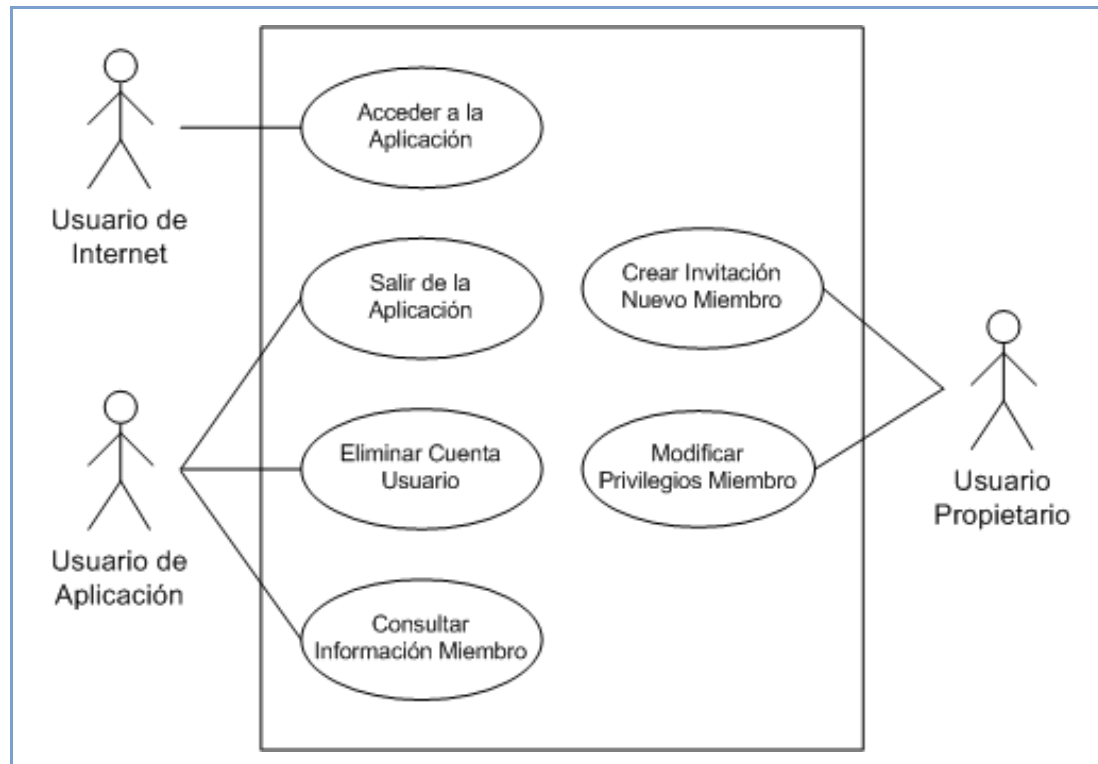 Acceder a la
Aplicación
Usuario de
Internet
Salir de la
Aplicación
Crear Invitación
Nuevo Miembro
Eliminar Cuenta
Usuario
Modificar
Privilegios Miembro
Usuario
Propietario
Usuario de
Aplicación
Consultar
Información Miembro